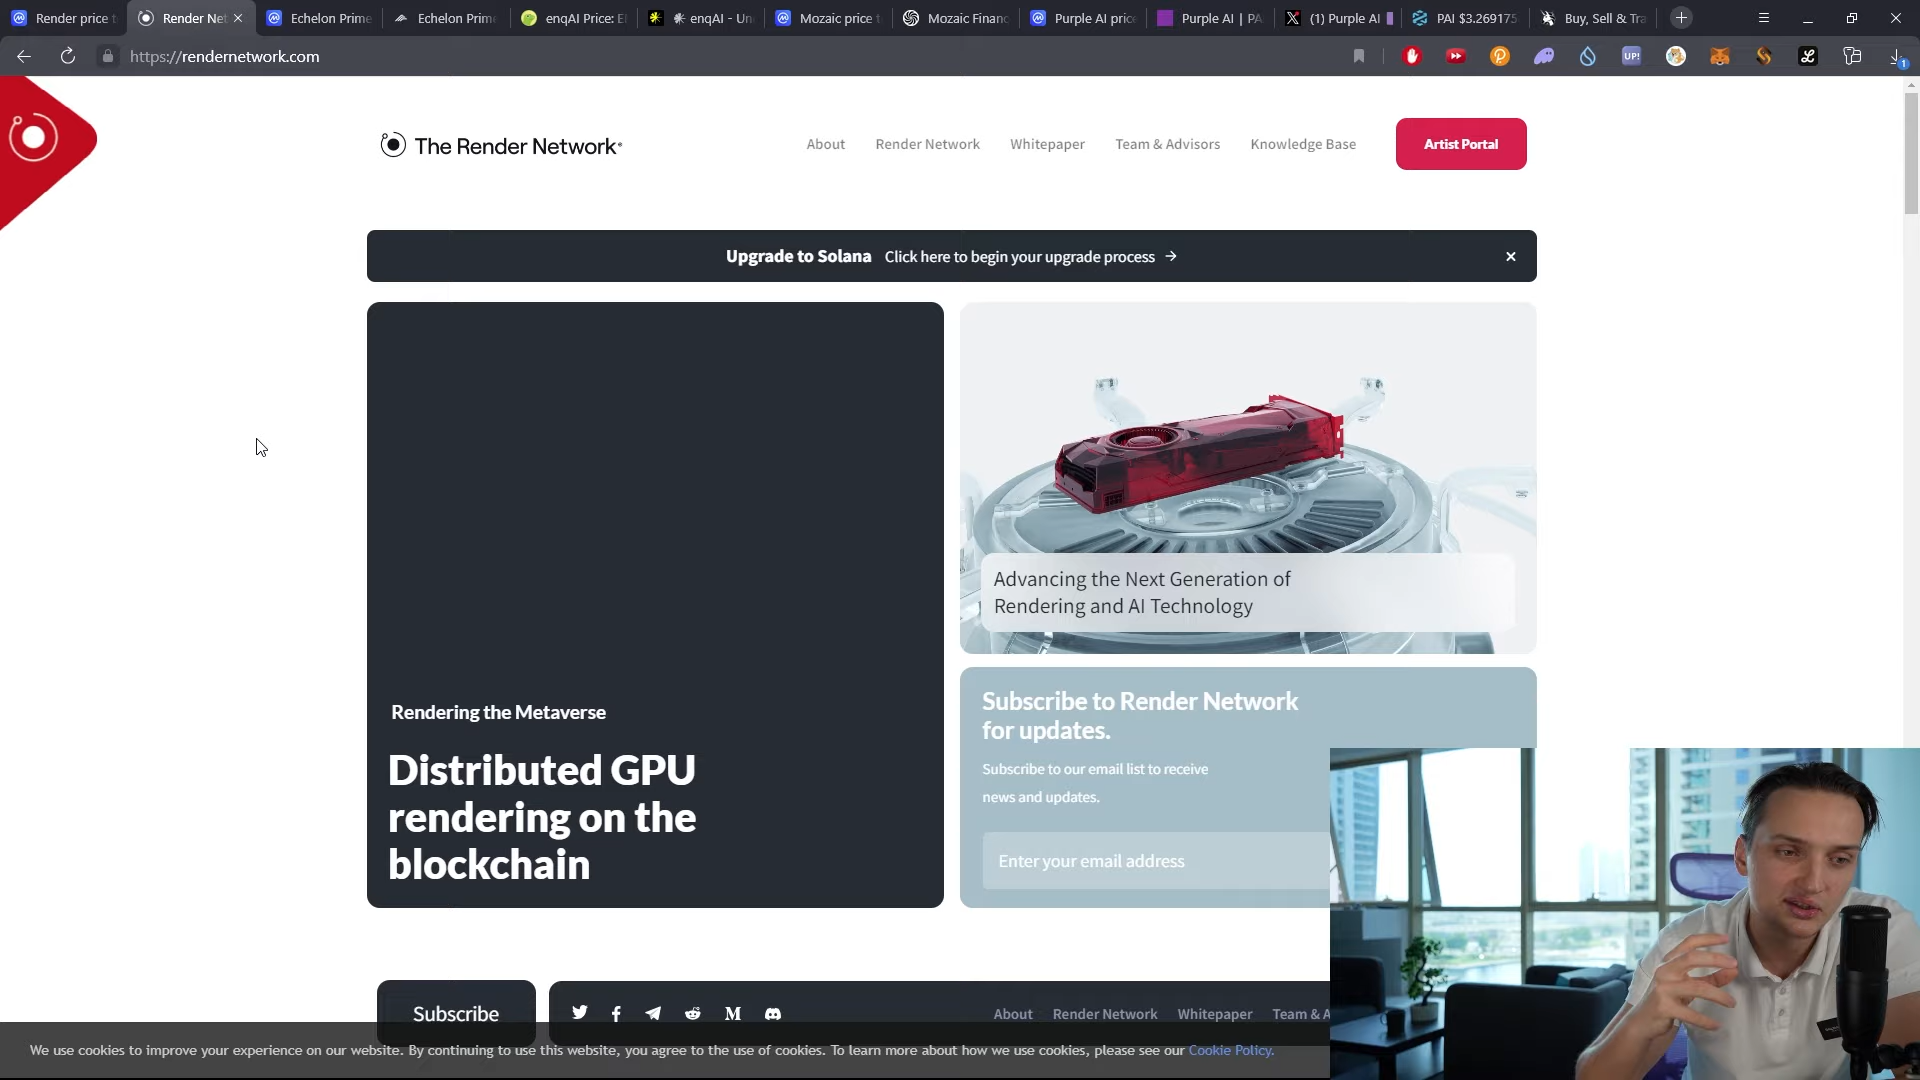 Render price t
Render Net
Echelon Prime
Echelon Prime
enqAI Price: E
enqAI - Un
Mozaic price t
Mozaic Financ
Purple AI price
Purple AI | PA
(1) Purple AI
PAI $3.269175
Buy, Sell & Tra
https://rendernetwork.com
UP!
1
The Render Network
About
Render Network
Whitepaper
Team & Advisors
Knowledge Base
Artist Portal
Upgrade to Solana Click here to begin your upgrade process →
Rendering the Metaverse
Distributed GPU
rendering on the
blockchain
Advancing the Next Generation of
Rendering and AI Technology
Subscribe to Render Network
for updates.
Subscribe to our email list to receive
news and updates.
Enter your email address
Subscribe
About
Render Network
Whitepaper
Team & A
We use cookies to improve your experience on our website. By continuing to use this website, you agree to the use of cookies. To learn more about how we use cookies, please see our Cookie Policy.